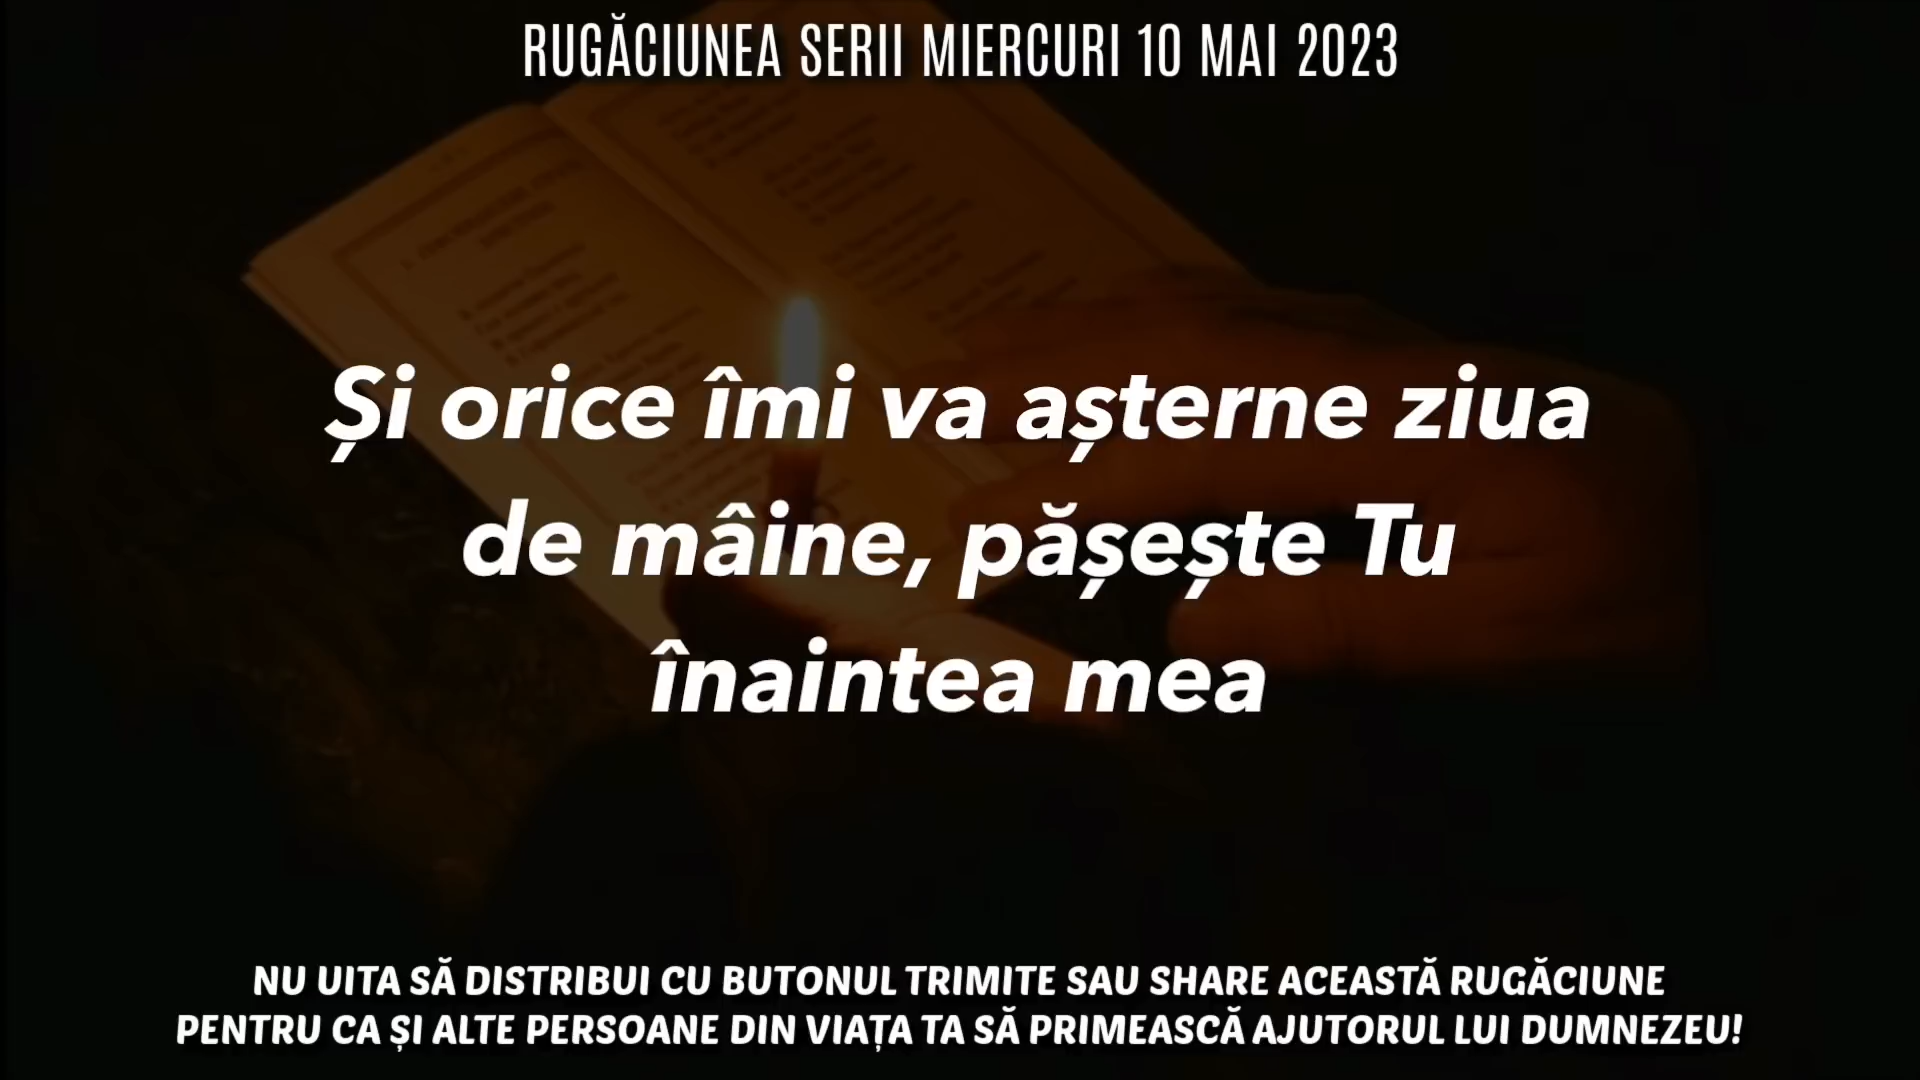 RUGĂCIUNEA SERII MIERCURI 10 MAI 2023
Și orice îmi va așterne ziua
de mâine, pășește Tu
înaintea mea
NU UITA SĂ DISTRIBUI CU BUTONUL TRIMITE SAU SHARE ACEASTĂ RUGĂCIUNE
PENTRU CA ȘI ALTE PERSOANE DIN VIAȚA TA SĂ PRIMEASCĂ AJUTORUL LUI DUMNEZEU!